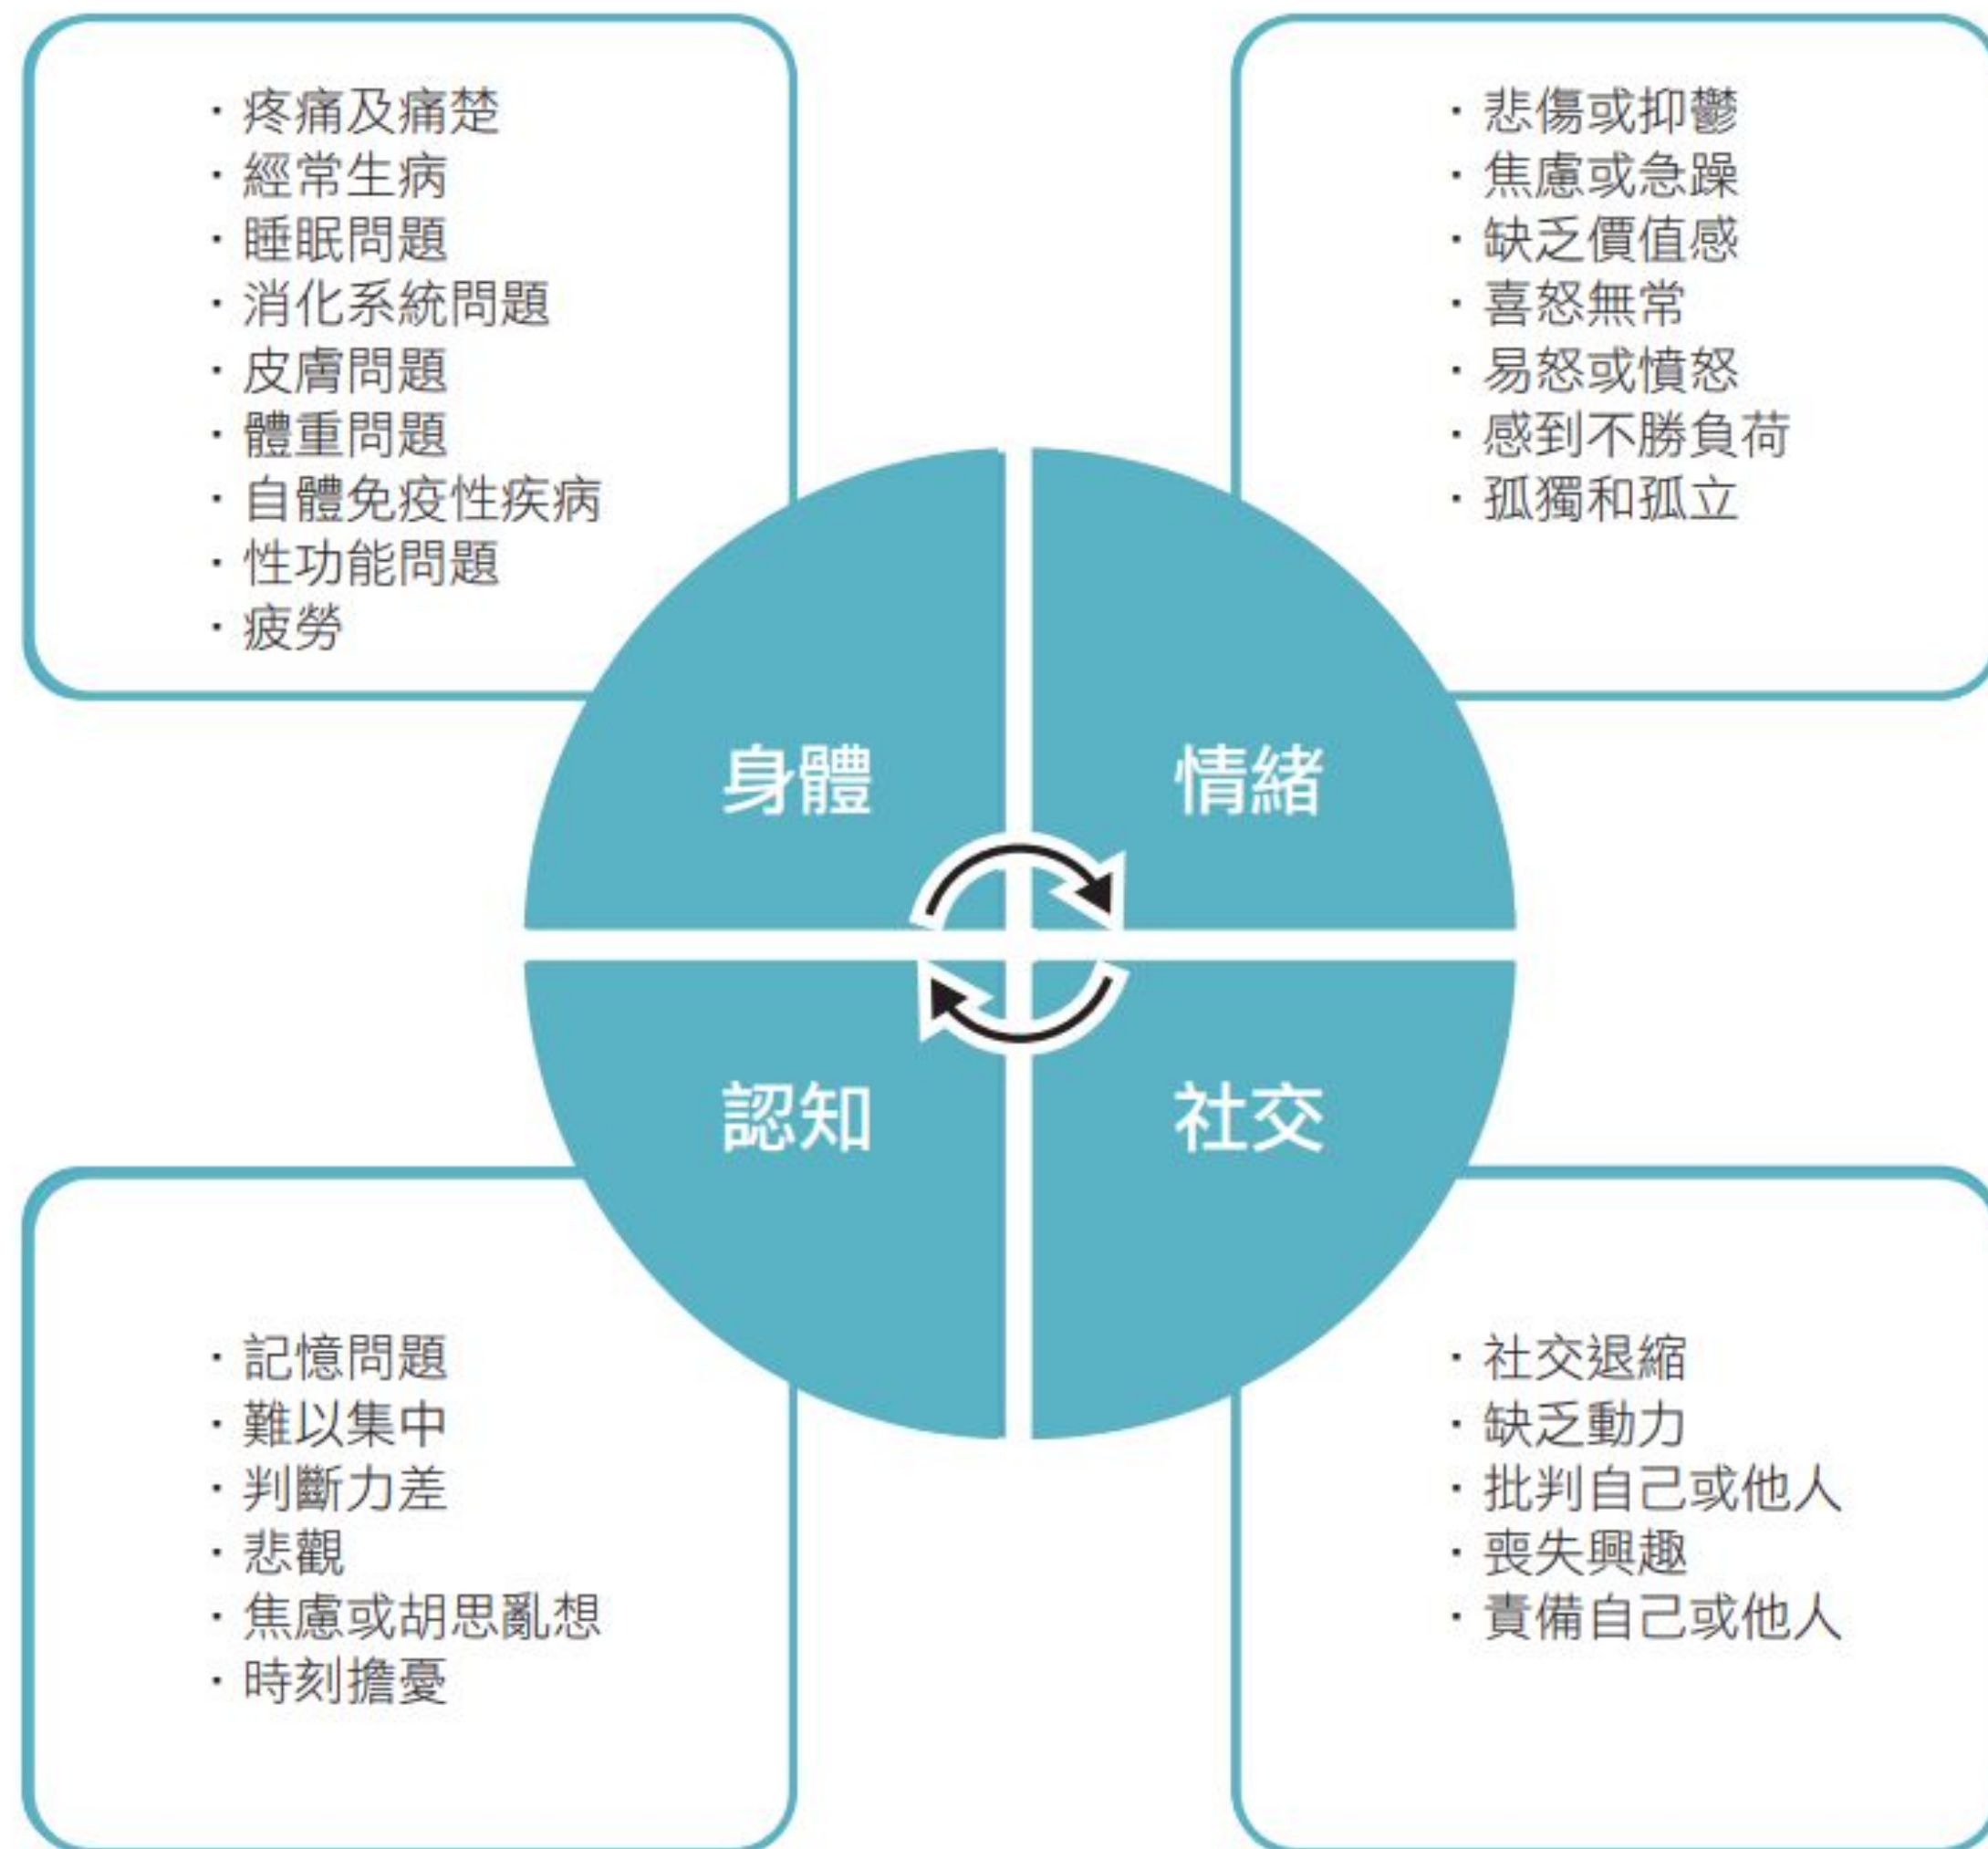 ・疼痛及痛楚
・經常生病
・睡眠問題
・消化系統問題
・皮膚問題
・體重問題
・自體免疫性疾病
・性功能問題
・疲勞
・悲傷或抑鬱
・焦慮或急躁
・缺乏價值感
・喜怒無常
・易怒或憤怒
・感到不勝負荷
・孤獨和孤立
身體
情緒
認知
社交
・記憶問題
・難以集中
・判斷力差
・悲觀
・焦慮或胡思亂想
・時刻擔憂
・社交退縮
・缺乏動力
・批判自己或他人
・喪失興趣
・責備自己或他人